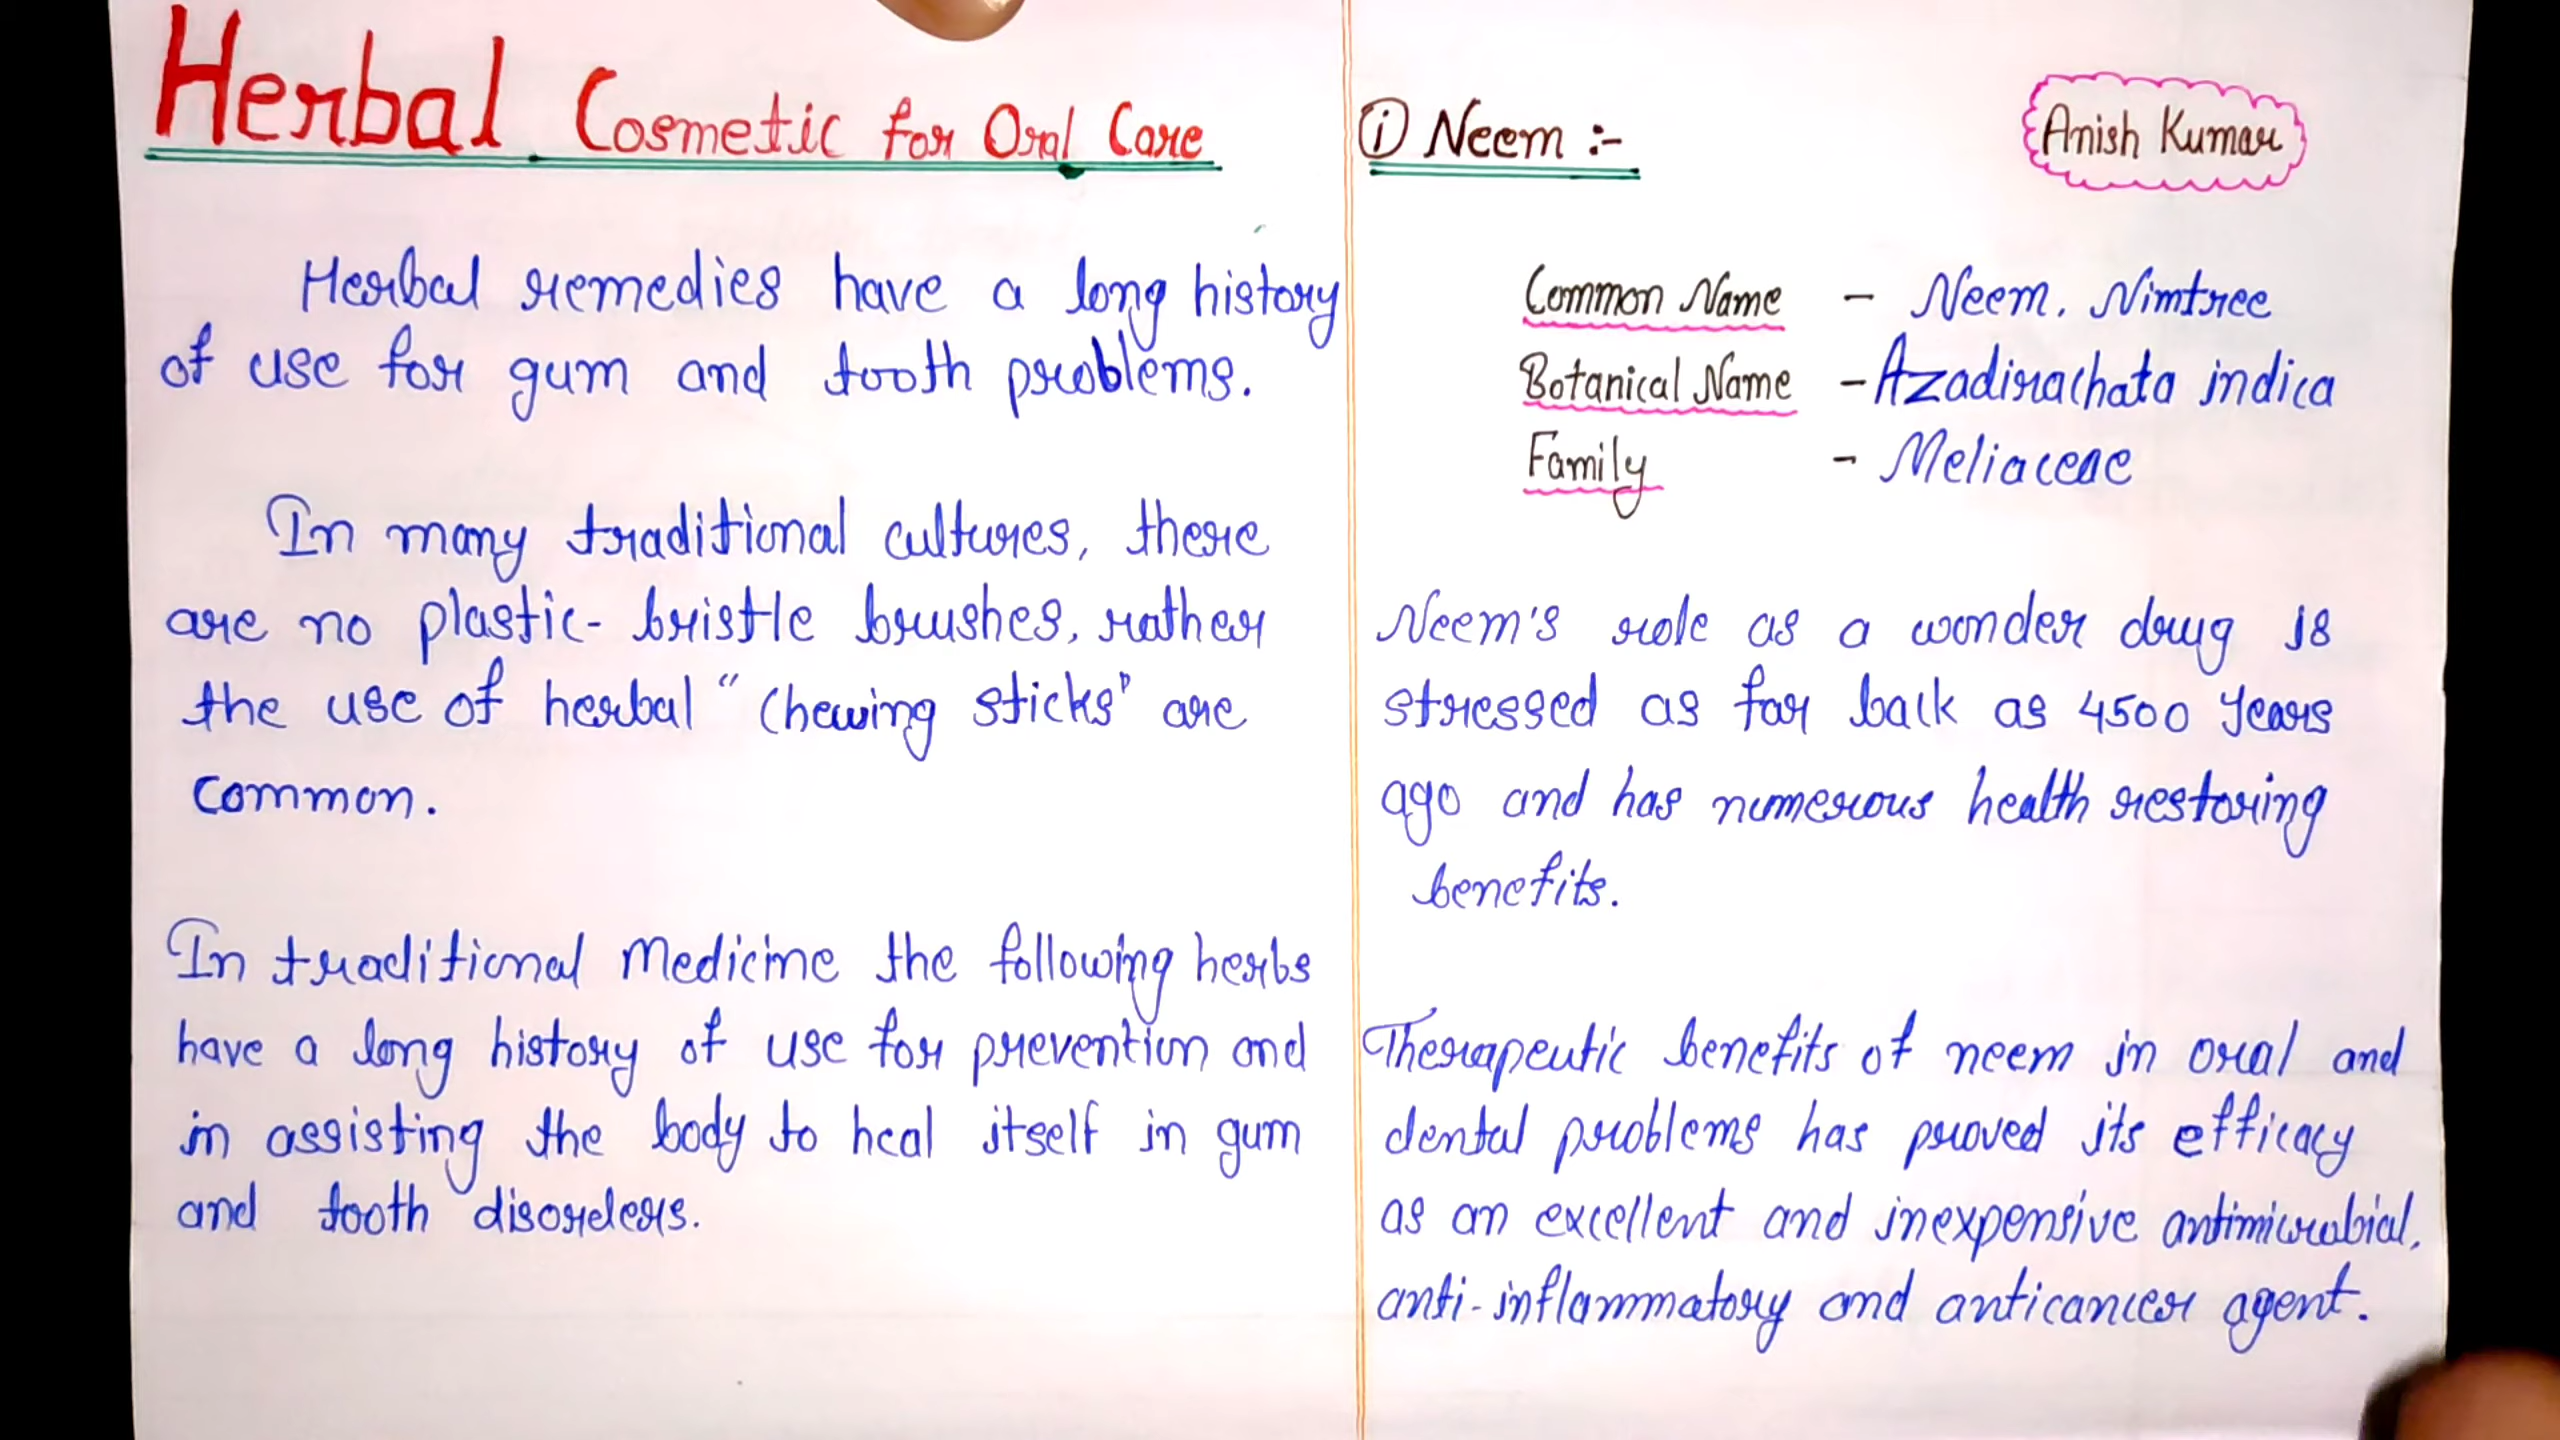 Herbal Cosmetic for Oral Care
Herbal remedies have a long history
of use for gum and tooth problems.
In many traditional cultures, there
are no plastic-bristle brushes, rather
the use of herbal "Chewing sticks" are
common.
In traditional Medicine the following herbs
have a long history of use for prevention and
in assisting the body to heal itself in gum
and tooth disorders.
(i) Neem :-
Anish Kumar
Common Name - Neem, Nimtree
Botanical Name - Azadirachata indica
Family - Meliaceae
Neem's role as a wonder drug is
stressed as far back as 4500 years
ago and has numerous health restoring
benefits.
Therapeutic benefits of neem in oral and
dental problems has proved its efficacy
as an excellent and inexpensive antimicrobial,
anti-inflammatory and anticancer agent.